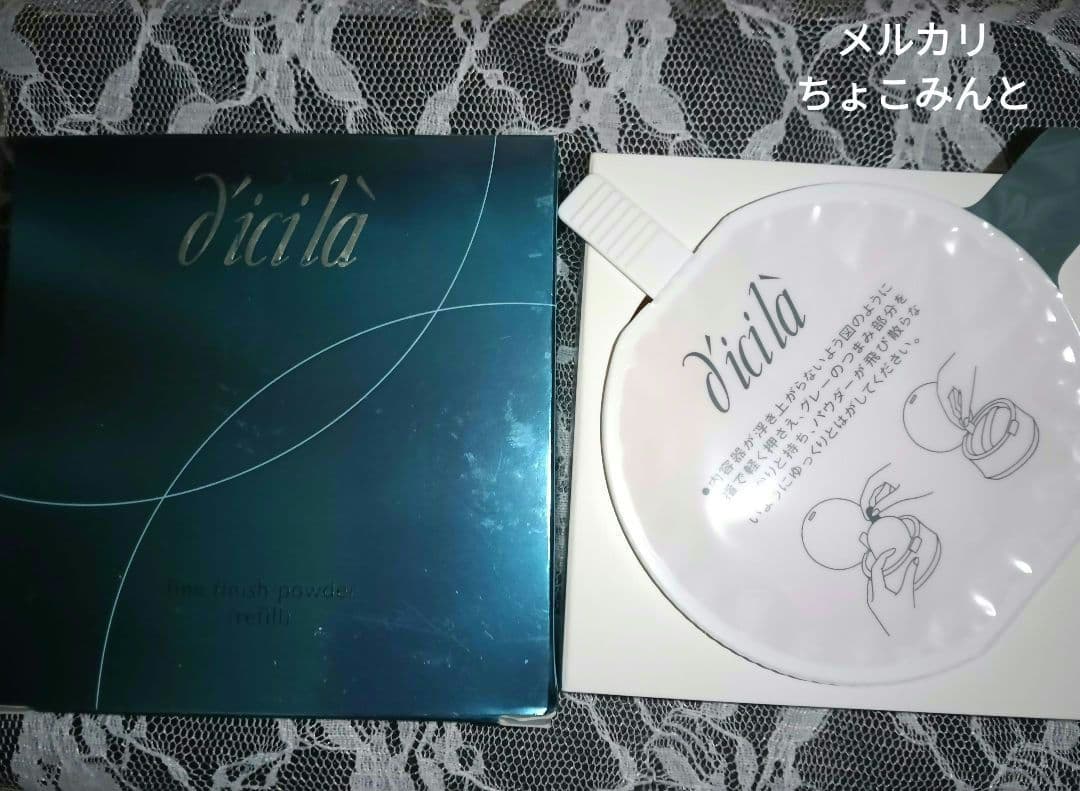 メルカリ
ちょこみんと
d'ici là
fine finish powder
(refill)
d'ici là
●内容器が浮き上がらないよう図のように
指で軽く押さえ、グレーのつまみ部分を
りと持ち、パウダーが飛び散らな
いようにゆっくりとはがしてください。